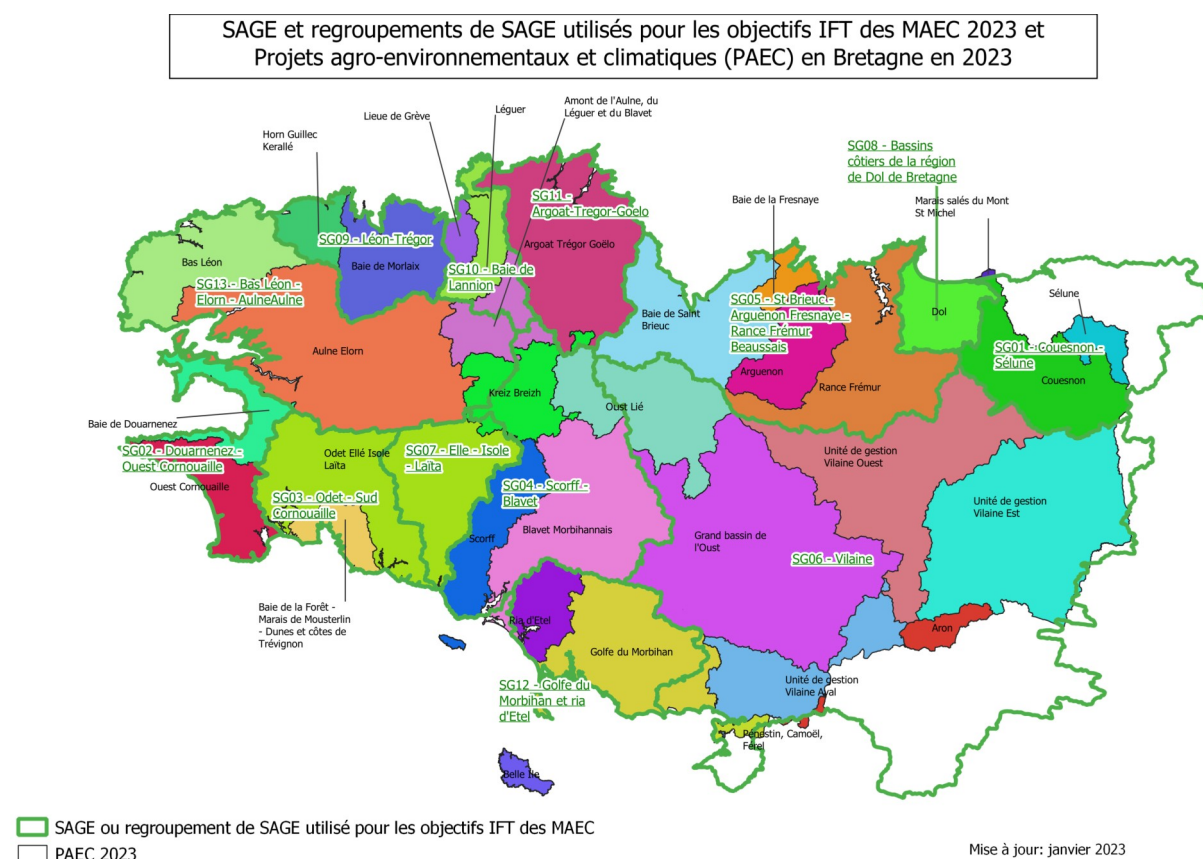 SAGE et regroupements de SAGE utilisés pour les objectifs IFT des MAEC 2023 et
Projets agro-environnementaux et climatiques (PAEC) en Bretagne en 2023
Amont de l'Aulne, du
Léguer et du Blavet
Léguer
Lieue de Grève
Horn Guillec
Kerallé
SG08 - Bassins
côtiers de la région
de Dol de Bretagne
SG11 -
Argoat-Tregor-Goelo
Baie de la Fresnaye
Marais salés du Mont
St Michel
SG09 - Léon-Trégor
Argoat Trégor Goëlo
Bas Léon
Baie de Morlaix
SG10 - Baie de
Lannion
SG13 - Bas Léon -
Elorn - AulneAulne
Sélune
SG05 - St Brieuc -
Arguenon Fresnaye -
Rance Frémur
Beaussais
Baie de Saint
Brieuc
Dol
SG01 - Couesnon -
Sélune
Aulne Elorn
Arguenon
Rance Frémur
Couesnon
Kreiz Breizh
Oust Lié
Baie de Douarnenez
SG02 - Douarnenez -
Ouest Cornouaille
Odet Ellé Isole
Laïta
SG07 - Elle - Isole
- Laïta
Unité de gestion
Vilaine Ouest
Ouest Cornouaille
SG03 - Odet - Sud
Cornouaille
SG04 - Scorff -
Blavet
Unité de gestion
Vilaine Est
Blavet Morbihannais
Scorff
Grand bassin de
l'Oust
SG06 - Vilaine
Baie de la Forêt -
Marais de Mousterlin
- Dunes et côtes de
Trévignon
Ria d'Etel
Aron
Golfe du Morbihan
SG12 - Golfe du
Morbihan et ria
d'Etel
Unité de gestion
Vilaine Aval
Pénestin, Camoël,
Férel
Belle Ile
SAGE ou regroupement de SAGE utilisé pour les objectifs IFT des MAEC
PAEC 2023
Mise à jour: janvier 2023